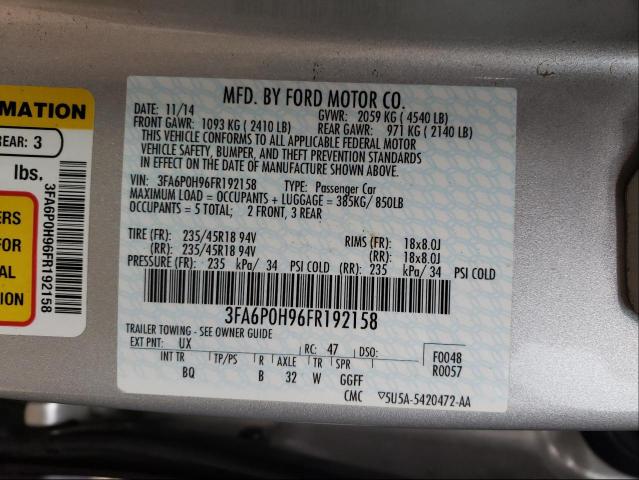 RMATION
REAR: 3
lbs.
ERS
FOR
AL
ION
3FA6P0H96FR192158
MFD. BY FORD MOTOR CO.
DATE: 11/14 GVWR: 2059 KG ( 4540 LB)
FRONT GAWR: 1093 KG ( 2410 LB) REAR GAWR: 971 KG ( 2140 LB)
THIS VEHICLE CONFORMS TO ALL APPLICABLE FEDERAL MOTOR
VEHICLE SAFETY, BUMPER, AND THEFT PREVENTION STANDARDS
IN EFFECT ON THE DATE OF MANUFACTURE SHOWN ABOVE.
VIN: 3FA6P0H96FR192158 TYPE: Passenger Car
MAXIMUM LOAD = OCCUPANTS + LUGGAGE = 385KG/ 850LB
OCCUPANTS = 5 TOTAL; 2 FRONT, 3 REAR
TIRE (FR): 235/45R18 94V RIMS (FR): 18x8.0J
(RR): 235/45R18 94V (RR): 18x8.0J
PRESSURE (FR): 235 kPa/ 34 PSI COLD (RR): 235 kPa/ 34 PSI COLD
3FA6P0H96FR192158
TRAILER TOWING - SEE OWNER GUIDE
EXT PNT: UX RC: 47 DSO: F0048
INT TR TP/PS R AXLE TR SPR R0057
BQ B 32 W GGFF
CMC ▽5U5A-5420472-AA